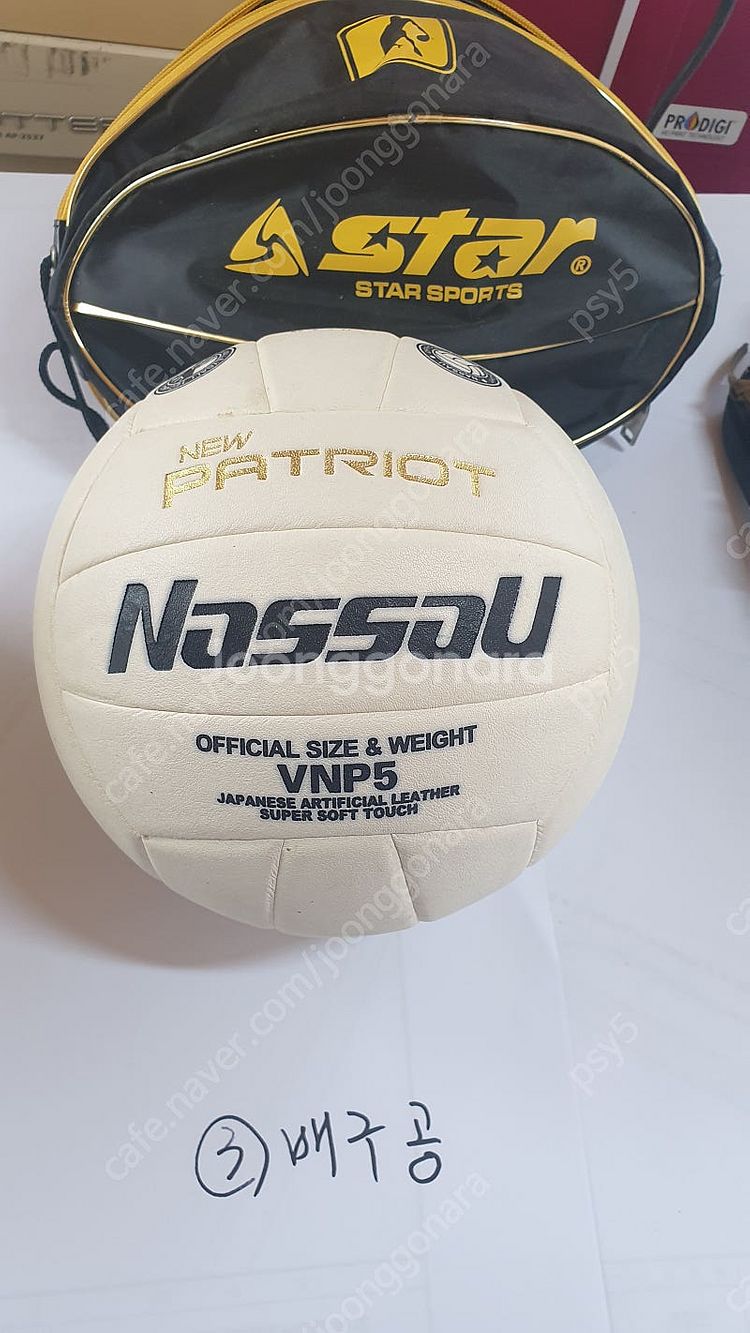 PRODIGI
star®
STAR SPORTS
NEW
PATRIOT
NassaU
joonggonara
OFFICIAL SIZE & WEIGHT
VNP5
JAPANESE ARTIFICIAL LEATHER
SUPER SOFT TOUCH
③ 배구공
cafe.naver.com/joonggonara
psy5